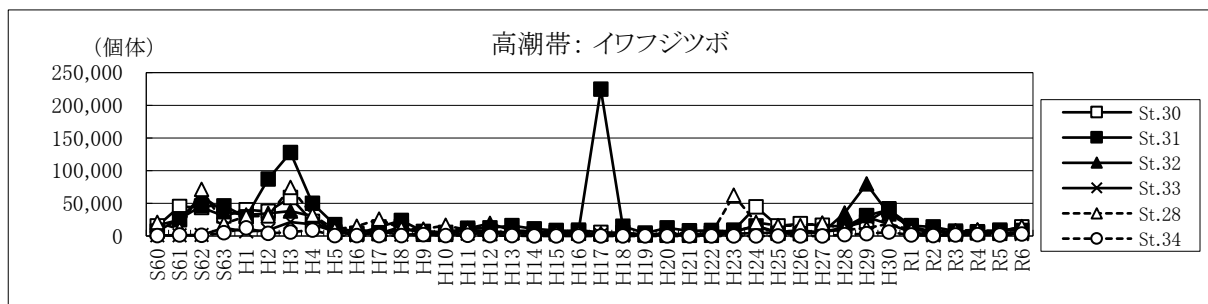 高潮帯：イワフジツボ
（個体）
250,000
200,000
150,000
100,000
50,000
0
S60 S61 S62 S63 H1 H2 H3 H4 H5 H6 H7 H8 H9 H10 H11 H12 H13 H14 H15 H16 H17 H18 H19 H20 H21 H22 H23 H24 H25 H26 H27 H28 H29 H30 R1 R2 R3 R4 R5 R6
St.30
St.31
St.32
St.33
St.28
St.34